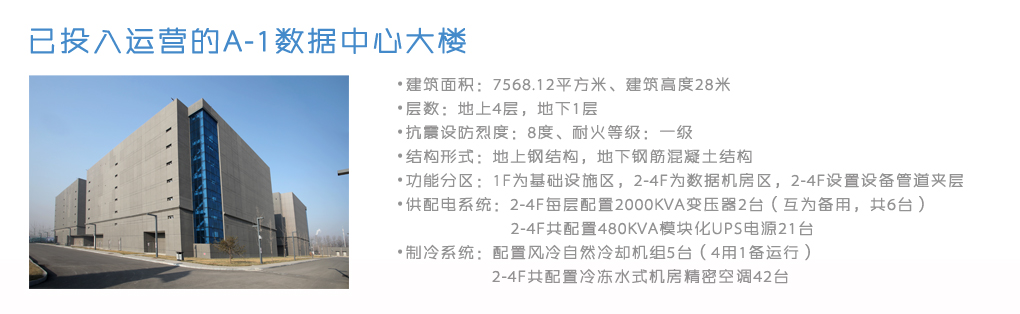 已投入运营的A-1数据中心大楼
•建筑面积：7568.12平方米、建筑高度28米
•层数：地上4层，地下1层
•抗震设防烈度：8度、耐火等级：一级
•结构形式：地上钢结构，地下钢筋混凝土结构
•功能分区：1F为基础设施区，2-4F为数据机房区，2-4F设置设备管道夹层
•供配电系统：2-4F每层配置2000KVA变压器2台（互为备用，共6台）
2-4F共配置480KVA模块化UPS电源21台
•制冷系统：配置风冷自然冷却机组5台（4用1备运行）
2-4F共配置冷冻水式机房精密空调42台